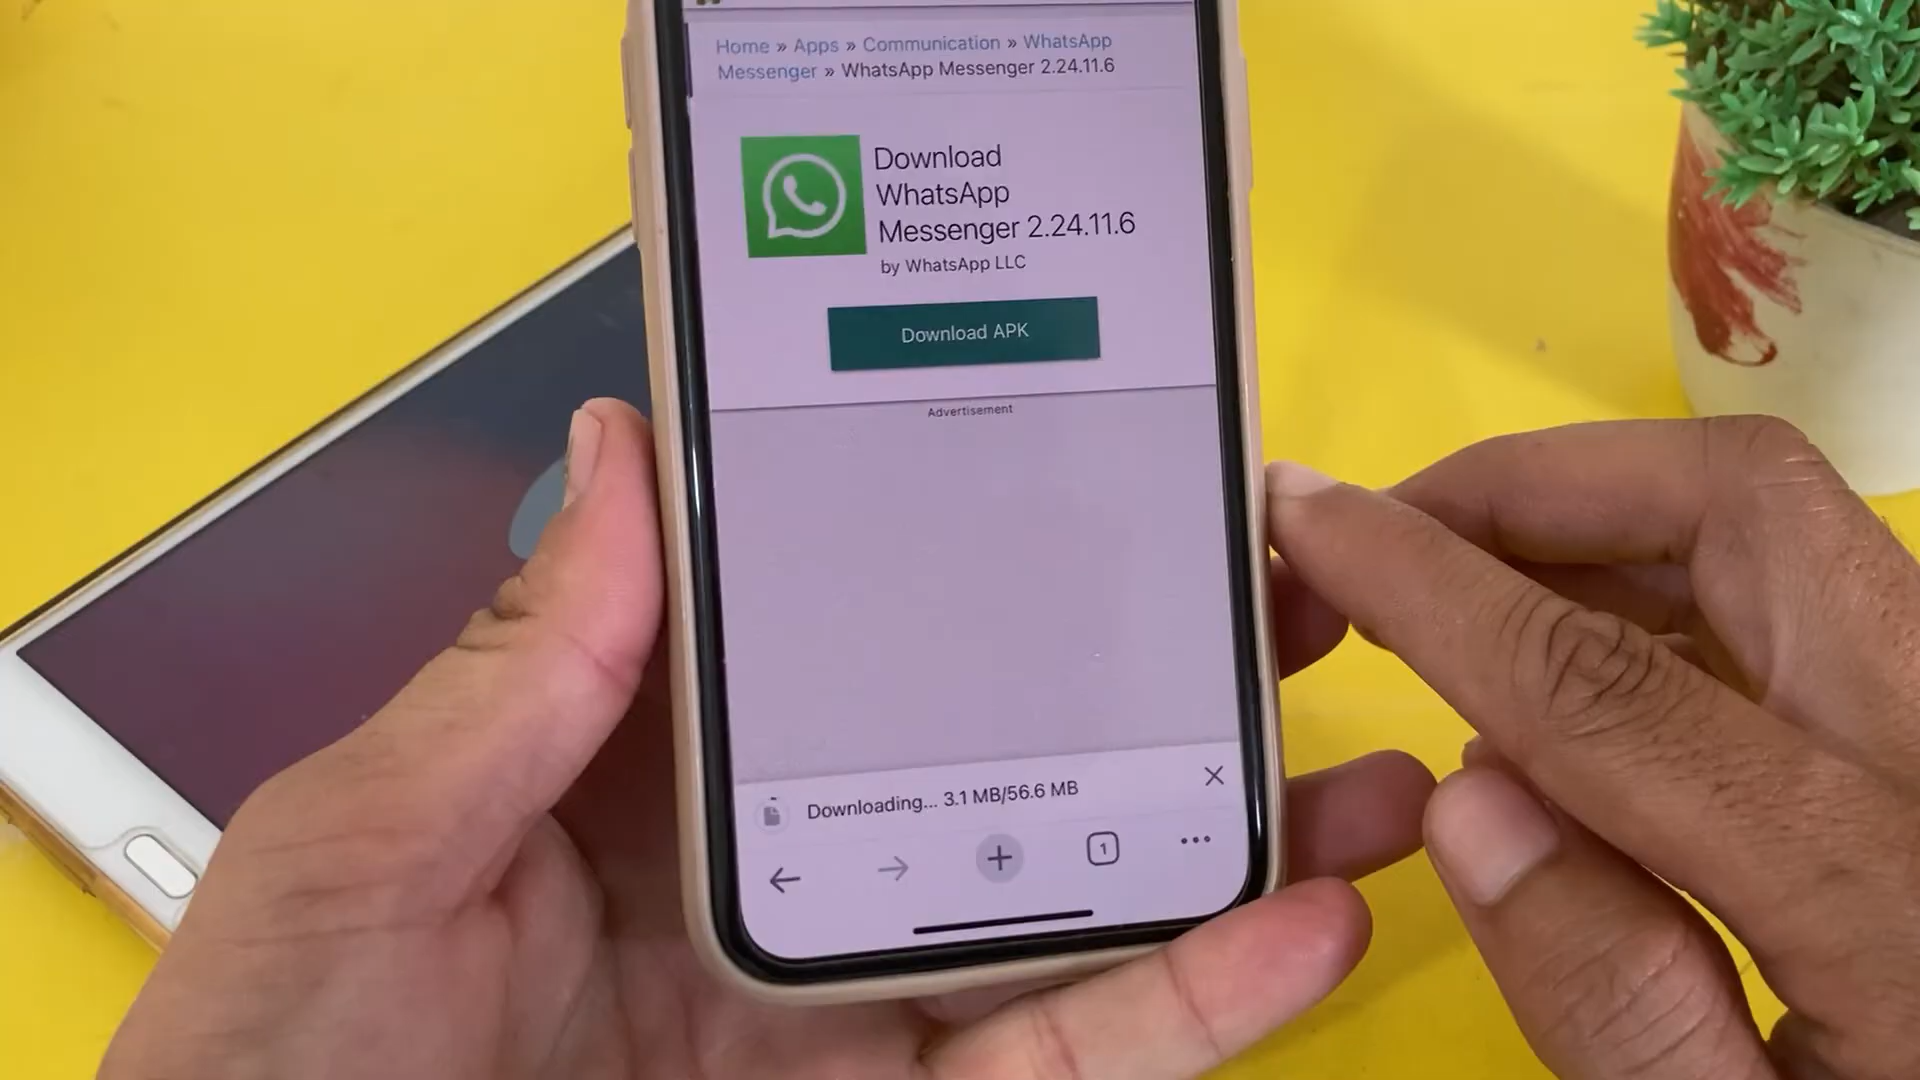 Home » Apps » Communication » WhatsApp
Messenger » WhatsApp Messenger 2.24.11.6
Download
WhatsApp
Messenger 2.24.11.6
by WhatsApp LLC
Download APK
Advertisement
Downloading... 3.1 MB/56.6 MB
1